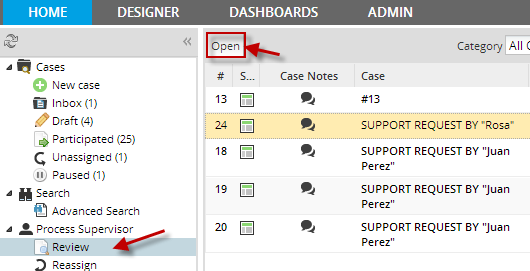 HOME DESIGNER DASHBOARDS ADMIN
Open Category All
Cases
New case
Inbox (1)
Draft (4)
Participated (25)
Unassigned (1)
Paused (1)
Search
Advanced Search
Process Supervisor
Review
Reassign
# S... Case Notes Case
13 #13
24 SUPPORT REQUEST BY "Rosa"
18 SUPPORT REQUEST BY "Juan
Perez"
19 SUPPORT REQUEST BY "Juan
Perez"
20 SUPPORT REQUEST BY "Juan
Perez"